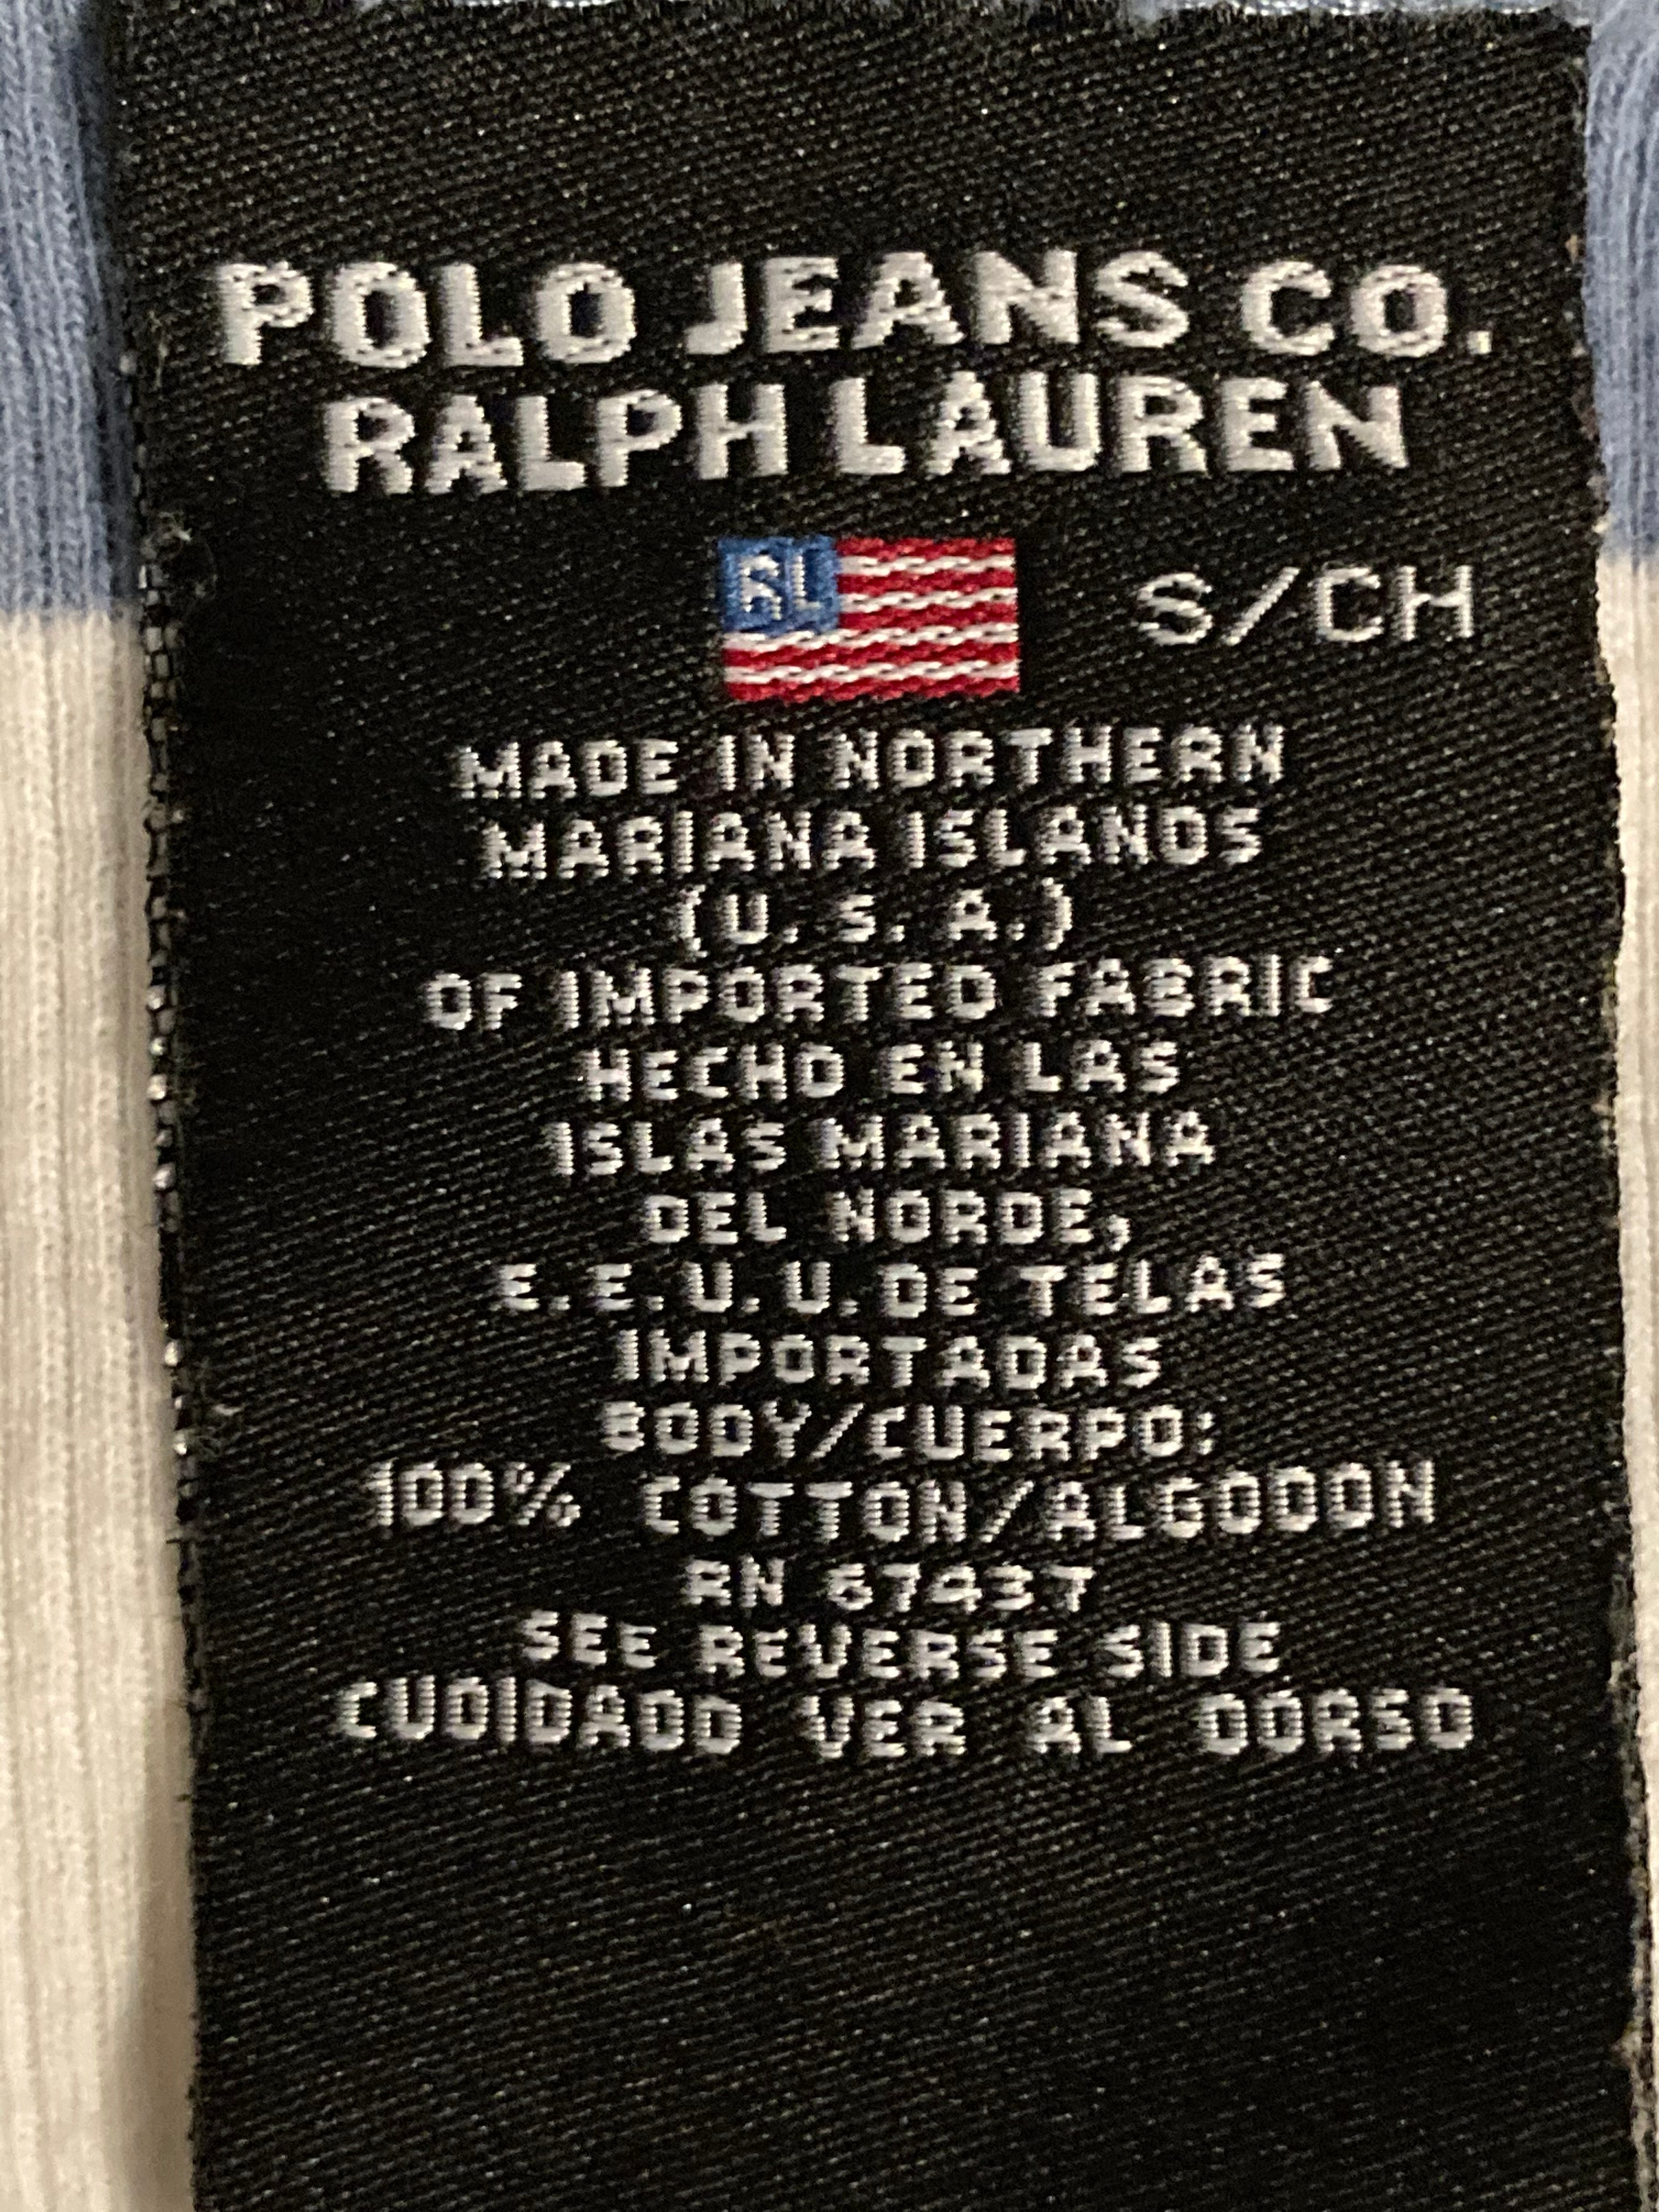 POLO JEANS CO.
RALPH LAUREN
RL
S/CH
MADE IN NORTHERN
MARIANA ISLANDS
(U.S.A.)
OF IMPORTED FABRIC
HECHO EN LAS
ISLAS MARIANA
DEL NORDE,
E.E.U.U. DE TELAS
IMPORTADAS
BODY/CUERPO:
100% COTTON/ALGODON
RN 67437
SEE REVERSE SIDE
CUDIDADO VER AL DORSO